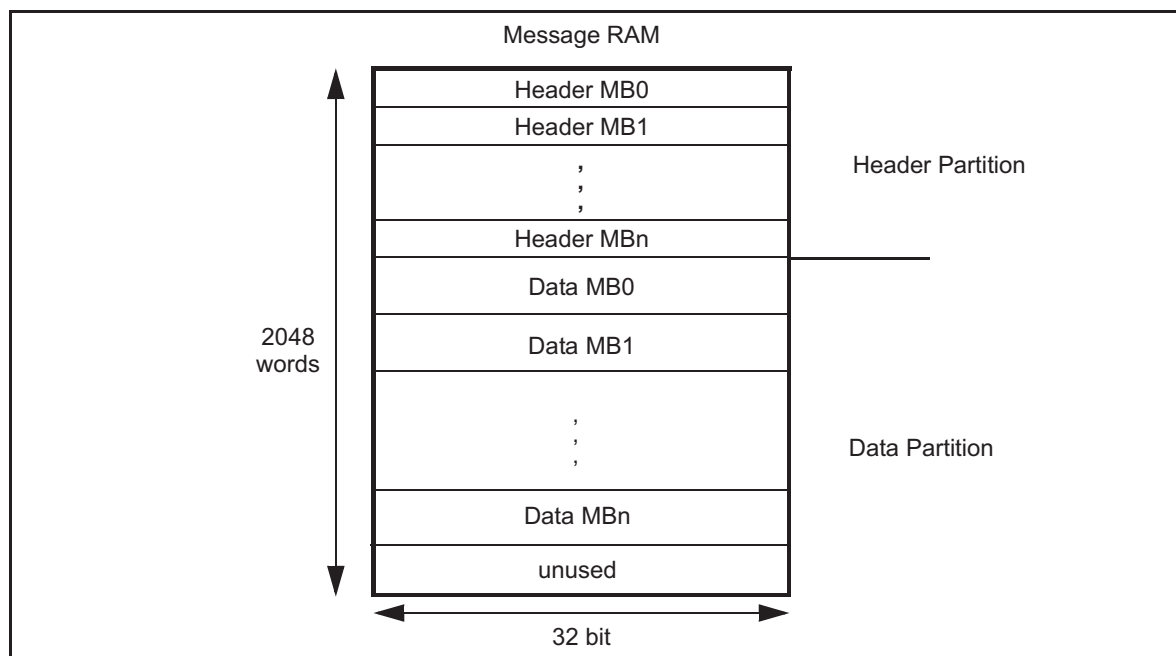 Message RAM
Header MB0
Header MB1
,
,
,
Header Partition
Header MBn
Data MB0
2048
words
Data MB1
,
,
,
Data Partition
Data MBn
unused
32 bit